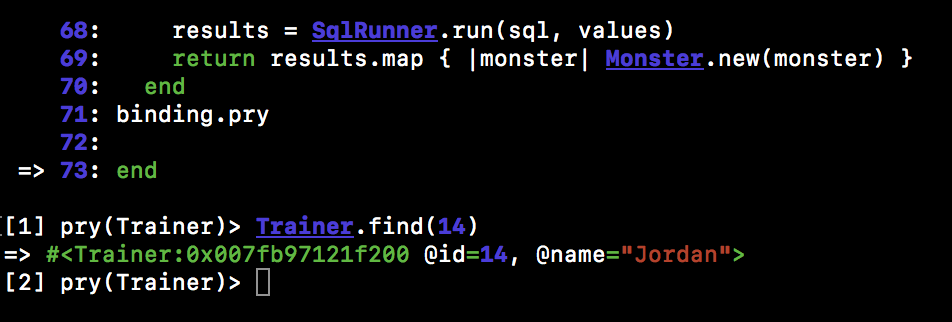 68:     results = SqlRunner.run(sql, values)
69:     return results.map { |monster| Monster.new(monster) }
70:   end
71: binding.pry
72:
=> 73: end
[1] pry(Trainer)> Trainer.find(14)
=> #<Trainer:0x007fb97121f200 @id=14, @name="Jordan">
[2] pry(Trainer)>